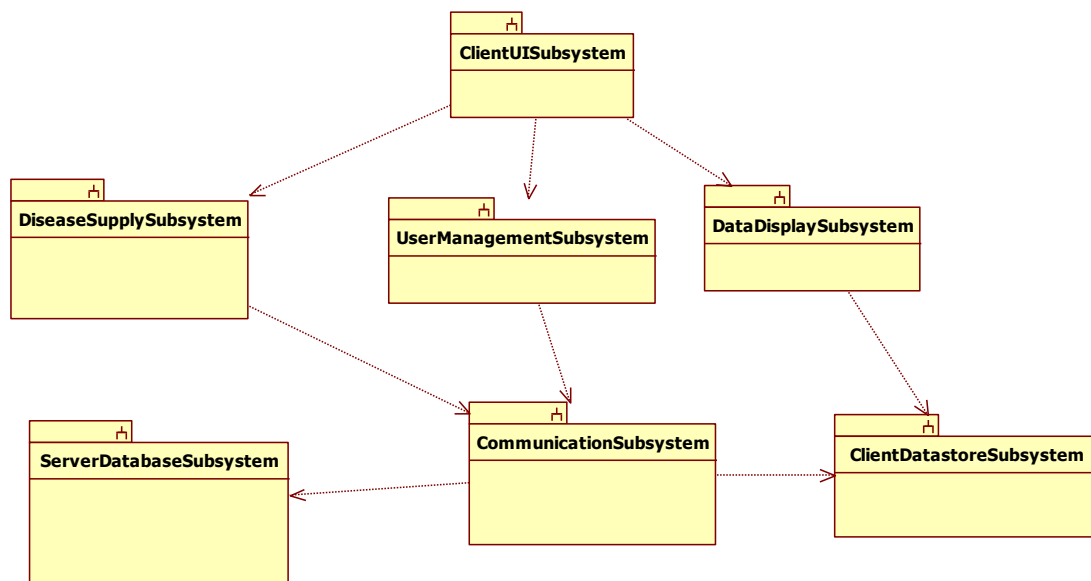 ClientUISubsystem
DiseaseSupplySubsystem
UserManagementSubsystem
DataDisplaySubsystem
ServerDatabaseSubsystem
CommunicationSubsystem
ClientDatastoreSubsystem